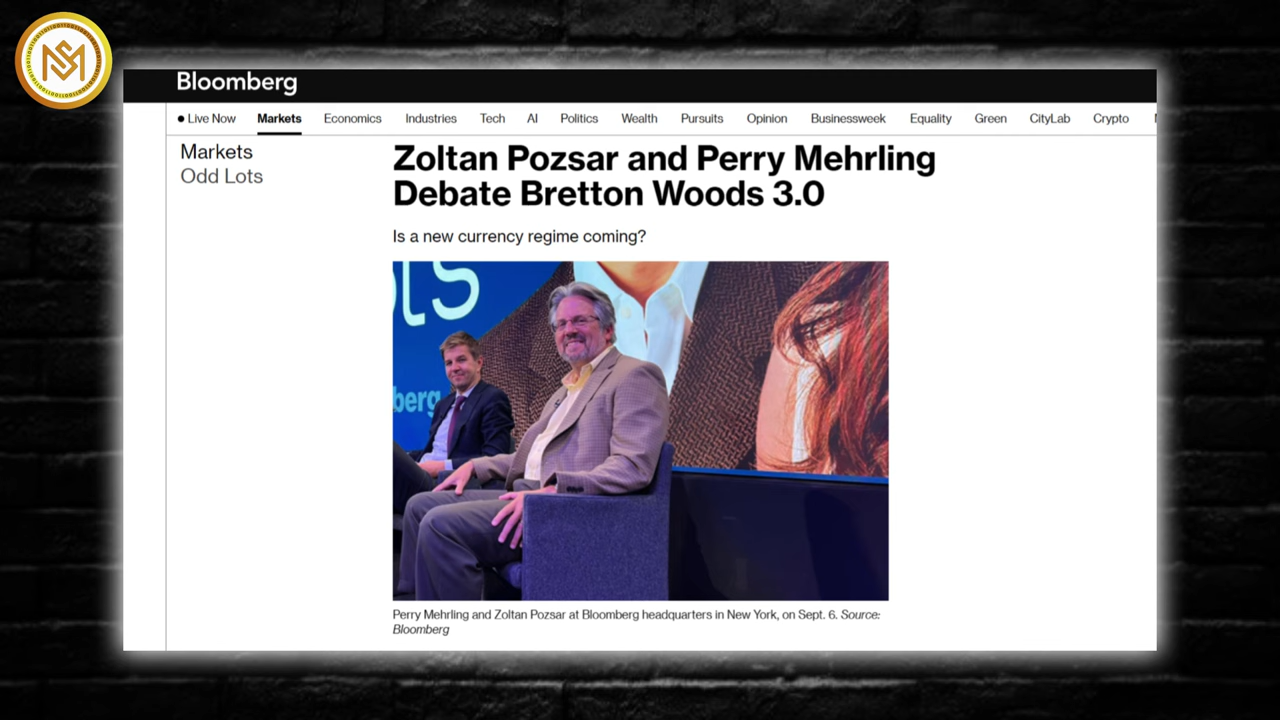 Bloomberg
Live Now Markets Economics Industries Tech AI Politics Wealth Pursuits Opinion Businessweek Equality Green CityLab Crypto
Markets
Odd Lots
Zoltan Pozsar and Perry Mehrling
Debate Bretton Woods 3.0
Is a new currency regime coming?
ots
berg
Perry Mehrling and Zoltan Pozsar at Bloomberg headquarters in New York, on Sept. 6. Source:
Bloomberg